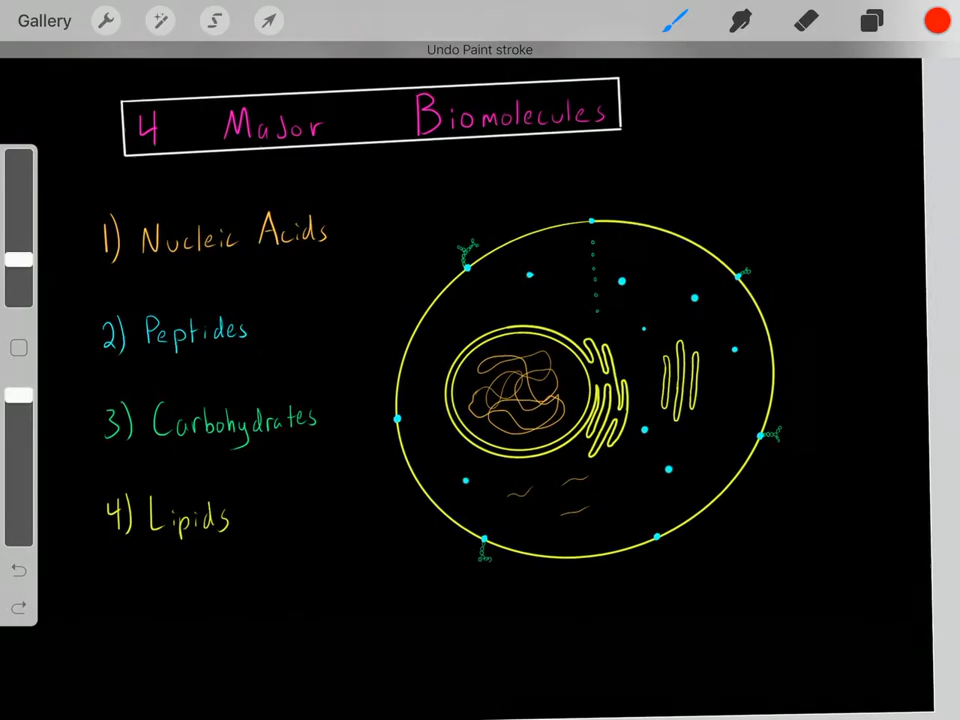 Gallery
Undo Paint stroke
4 Major Biomolecules
1) Nucleic Acids
2) Peptides
3) Carbohydrates
4) Lipids